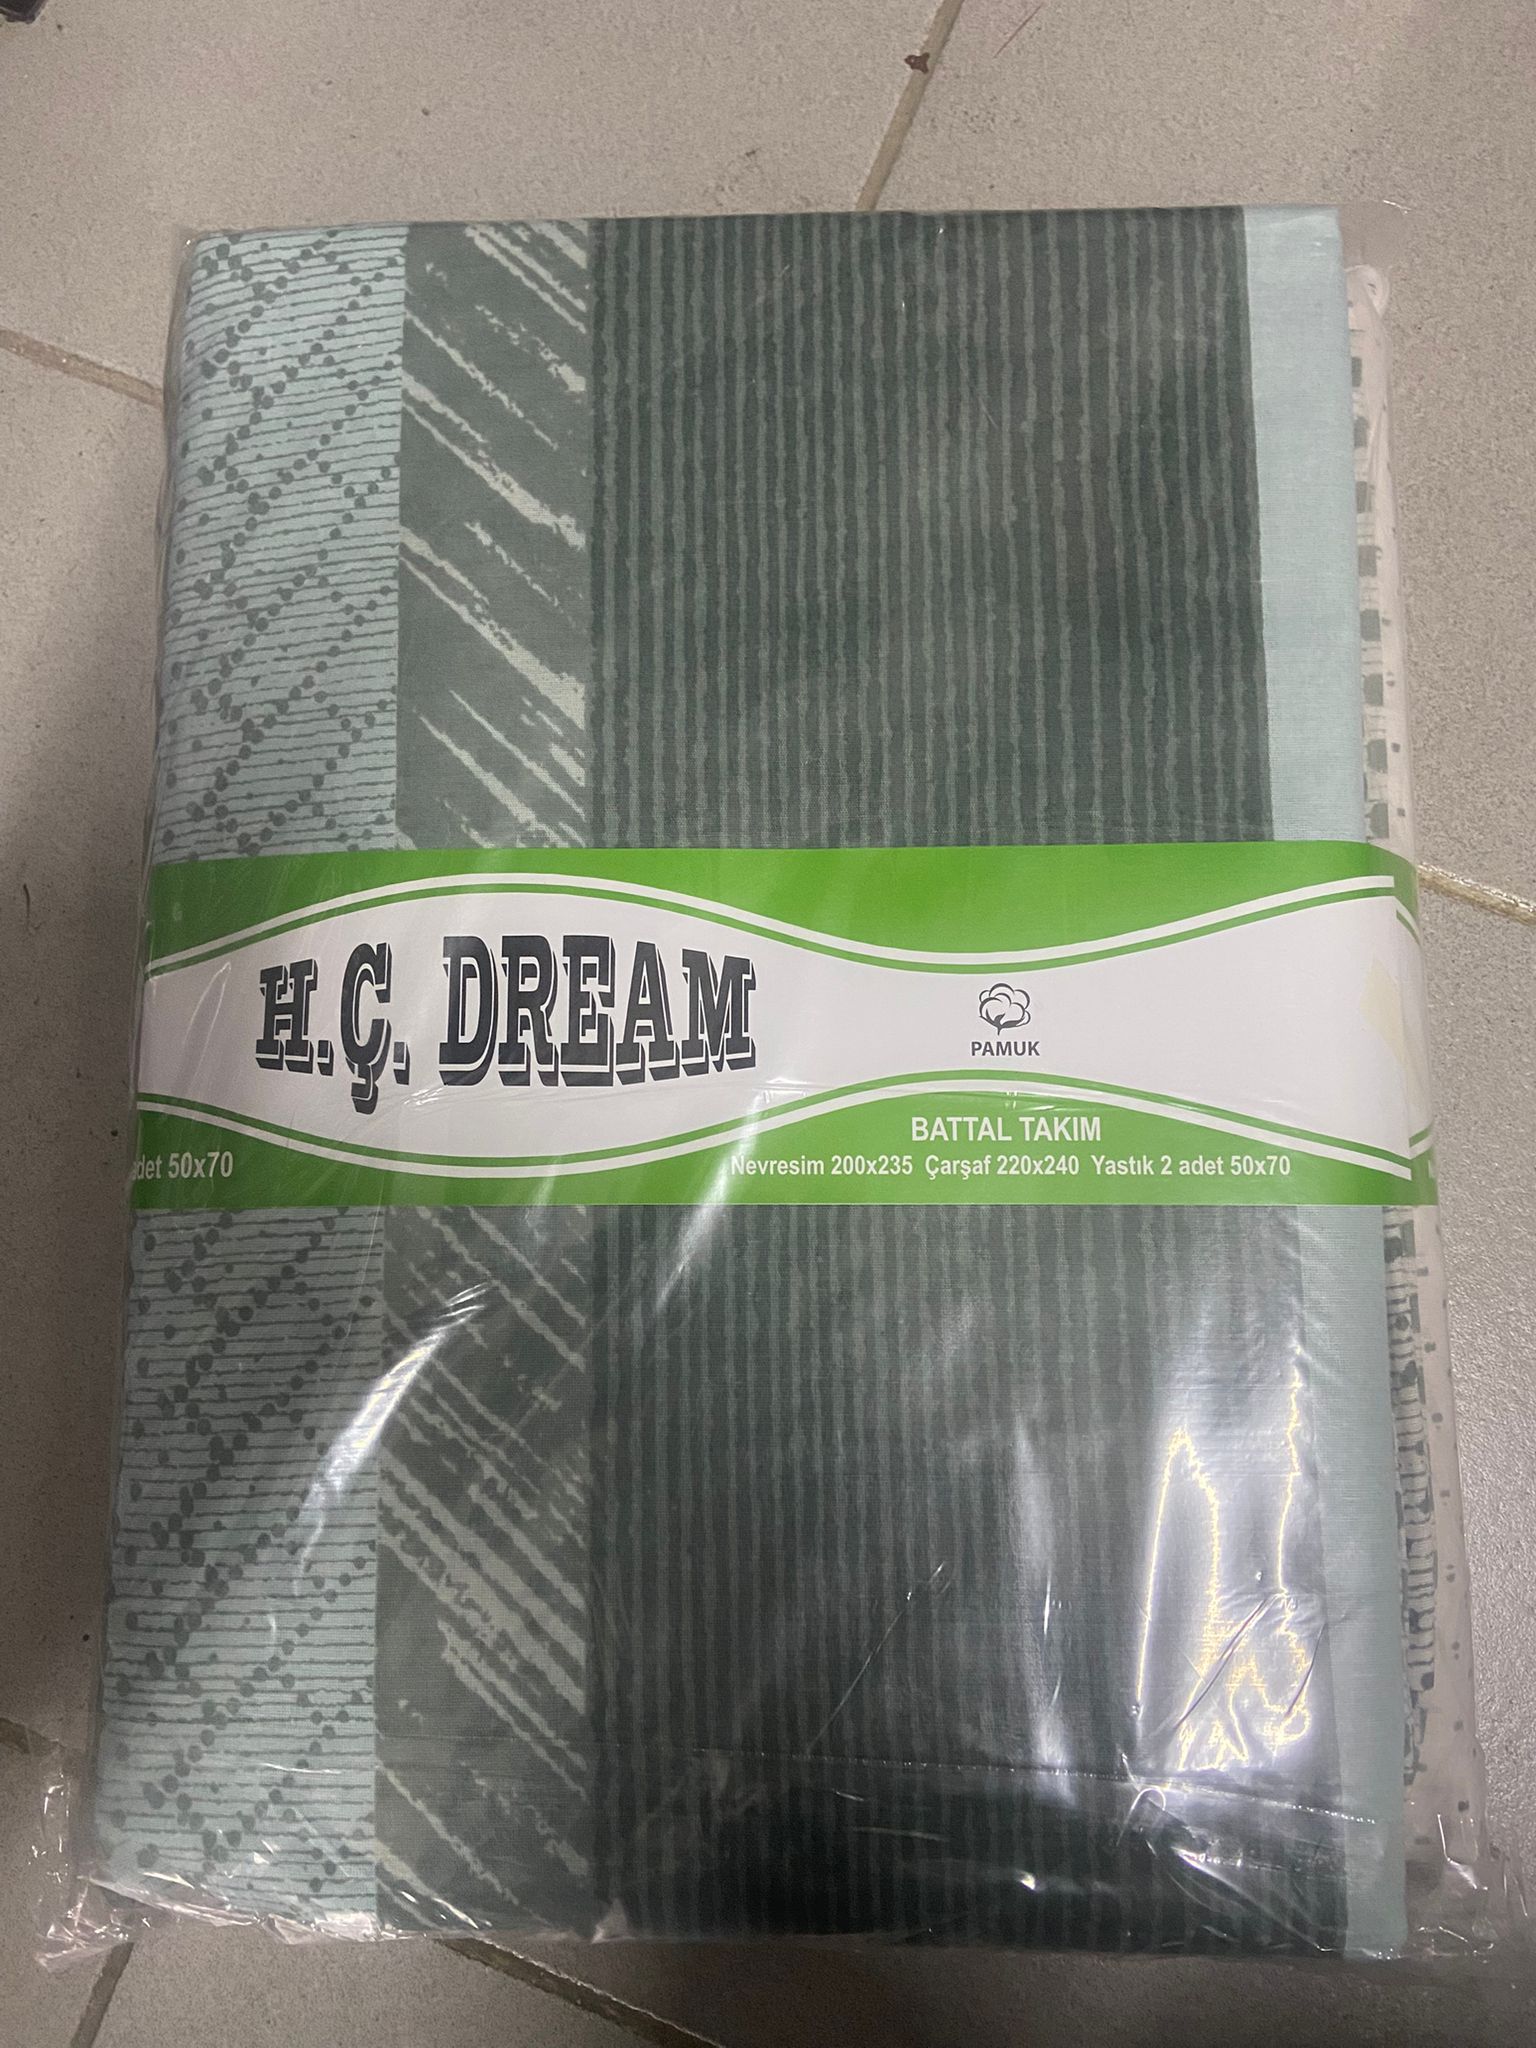 H.Ç. DREAM
PAMUK
BATTAL TAKIM
Nevresim 200x235 Çarşaf 220x240 Yastık 2 adet 50x70
adet 50x70